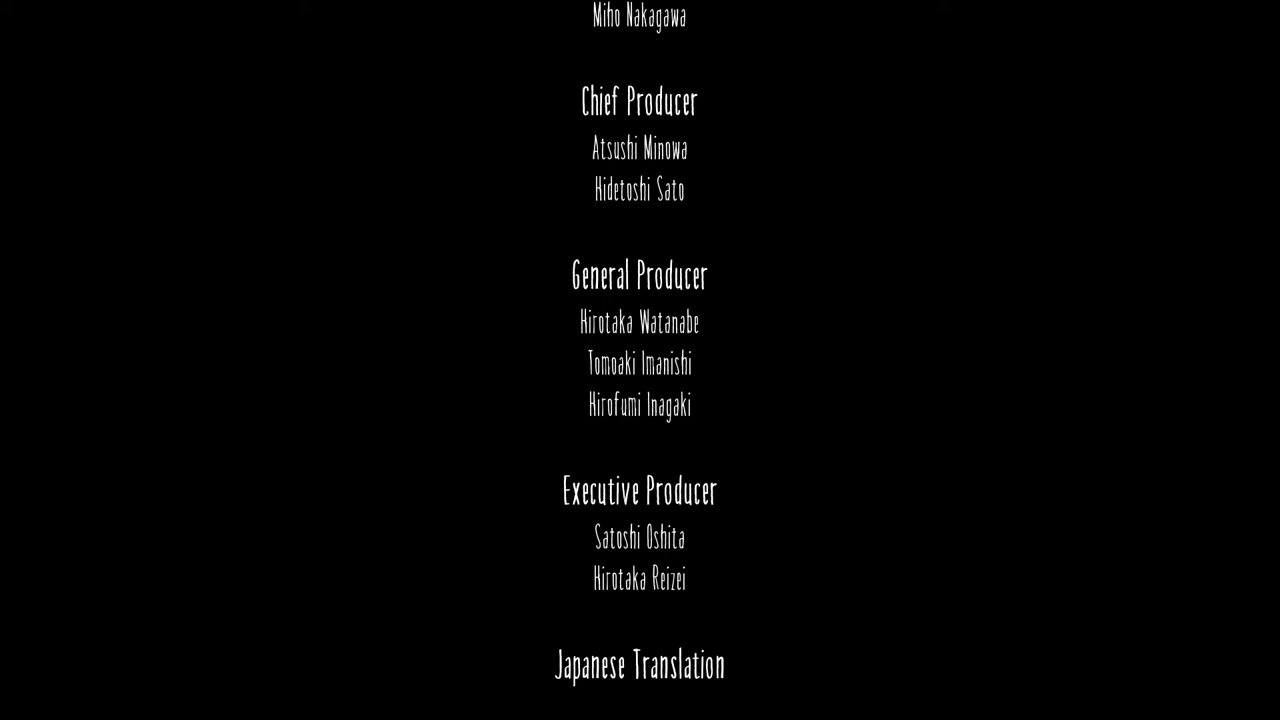 Miho Nakagawa
Chief Producer
Atsushi Minowa
Hidetoshi Sato
General Producer
Hirotaka Watanabe
Tomoaki Imanishi
Hirofumi Inagaki
Executive Producer
Satoshi Oshita
Hirotaka Reizei
Japanese Translation